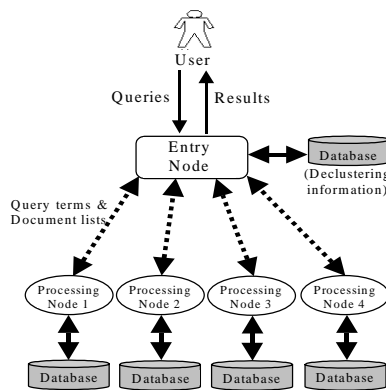 User
Queries
Results
Entry
Node
Database
(Declustering
information)
Query terms &
Document lists
Processing
Node 1
Processing
Node 2
Processing
Node 3
Processing
Node 4
Database
Database
Database
Database